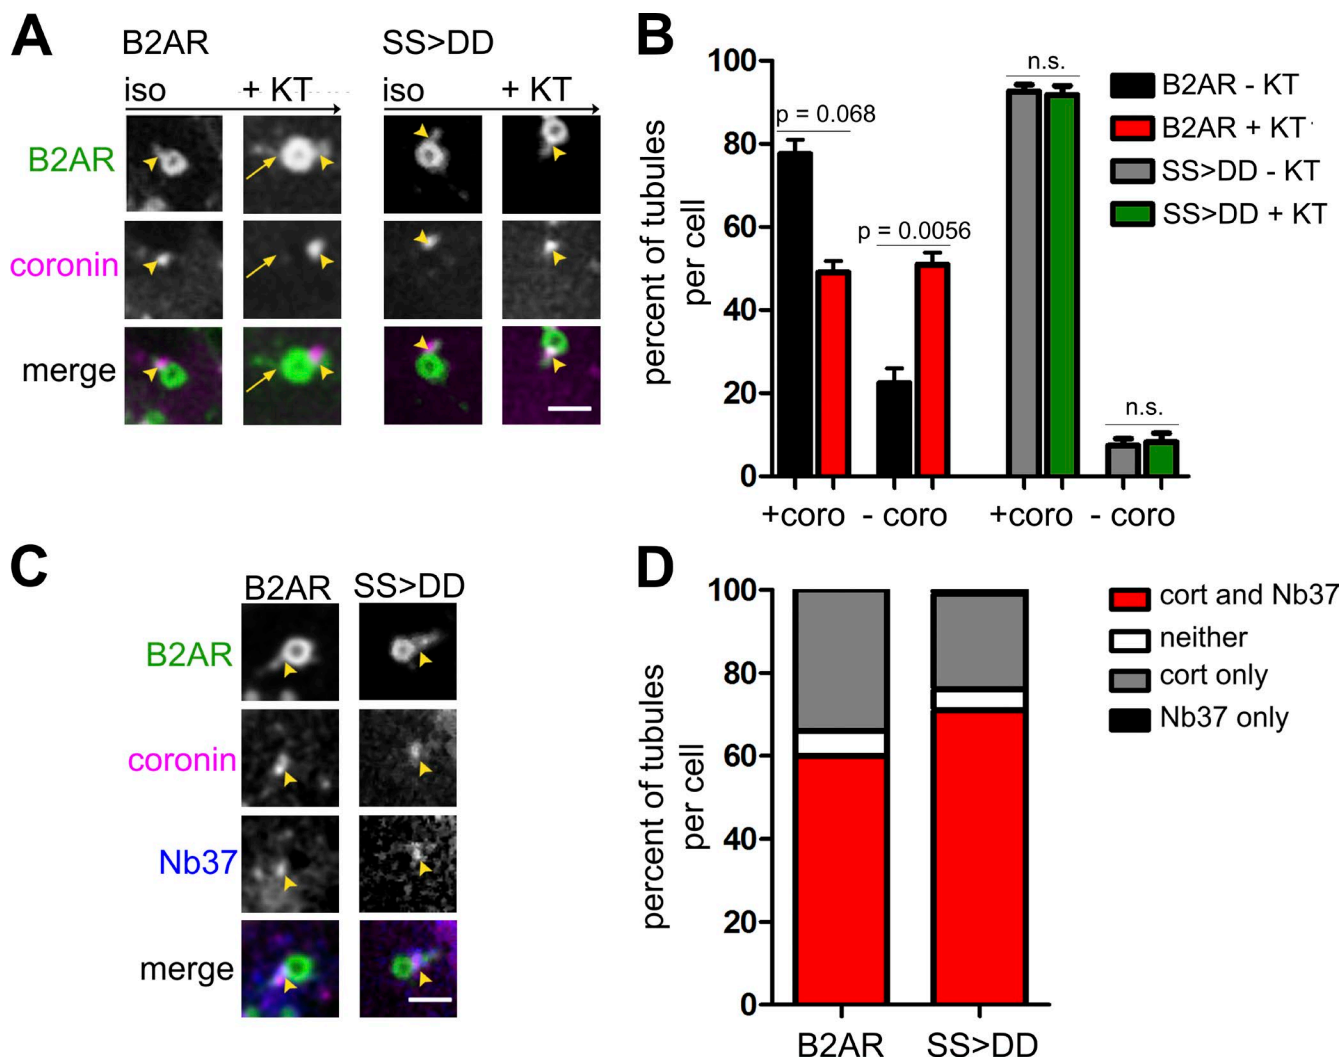 A
B2AR SS>DD
iso + KT iso + KT
B2AR
coronin
merge
B
100
80
60
40
20
0
percent of tubules
per cell
p = 0.068
p = 0.0056
n.s.
n.s.
+coro - coro +coro - coro
B2AR - KT
B2AR + KT
SS>DD - KT
SS>DD + KT
C
B2AR SS>DD
B2AR
coronin
Nb37
merge
D
100
80
60
40
20
0
percent of tubules
per cell
B2AR SS>DD
cort and Nb37
neither
cort only
Nb37 only